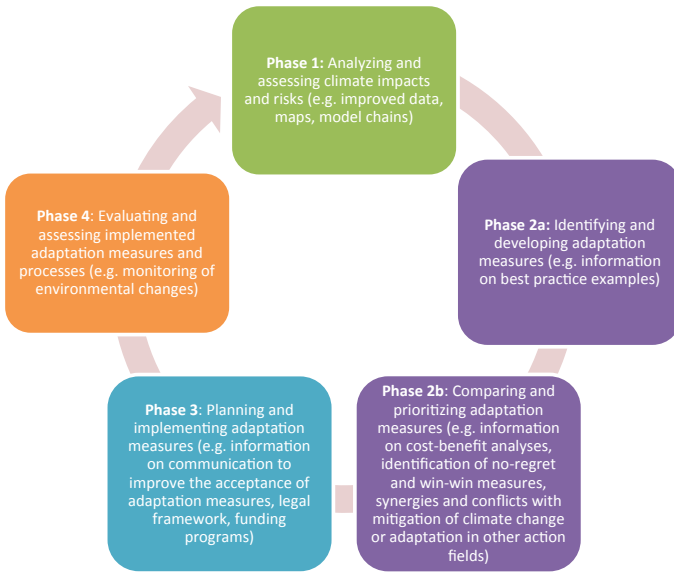 Phase 1: Analyzing and
assessing climate impacts
and risks (e.g. improved data,
maps, model chains)
Phase 2a: Identifying and
developing adaptation
measures (e.g. information
on best practice examples)
Phase 2b: Comparing and
prioritizing adaptation
measures (e.g. information
on cost-benefit analyses,
identification of no-regret
and win-win measures,
synergies and conflicts with
mitigation of climate change
or adaptation in other action
fields)
Phase 3: Planning and
implementing adaptation
measures (e.g. information
on communication to
improve the acceptance of
adaptation measures, legal
framework, funding
programs)
Phase 4: Evaluating and
assessing implemented
adaptation measures and
processes (e.g. monitoring of
environmental changes)